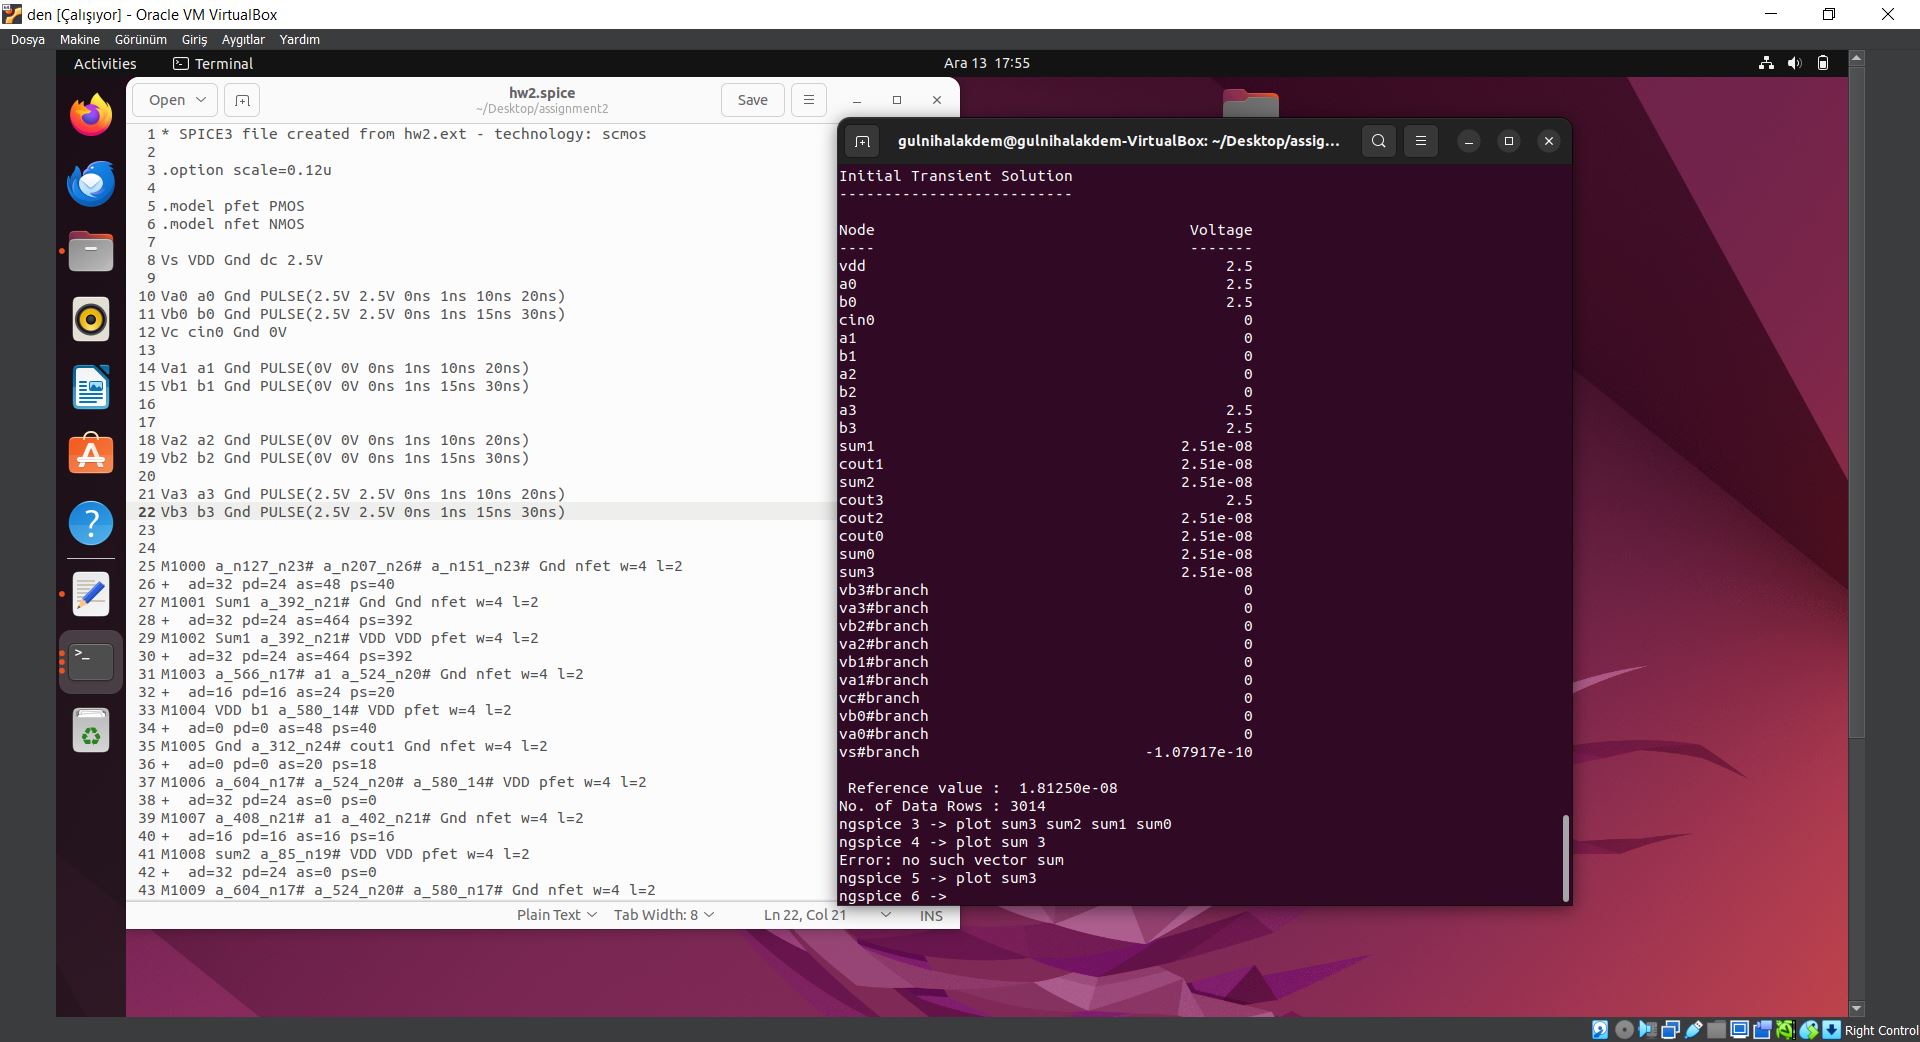 den [Çalışıyor] - Oracle VM VirtualBox
Dosya Makine Görünüm Giriş Aygıtlar Yardım
Activities Terminal Ara 13 17:55
Open hw2.spice Save
~/Desktop/assignment2
1 * SPICE3 file created from hw2.ext - technology: scmos
2
3 .option scale=0.12u
4
5 .model pfet PMOS
6 .model nfet NMOS
7
8 Vs VDD Gnd dc 2.5V
9
10 Va0 a0 Gnd PULSE(2.5V 2.5V 0ns 1ns 10ns 20ns)
11 Vb0 b0 Gnd PULSE(2.5V 2.5V 0ns 1ns 15ns 30ns)
12 Vc cin0 Gnd 0V
13
14 Va1 a1 Gnd PULSE(0V 0V 0ns 1ns 10ns 20ns)
15 Vb1 b1 Gnd PULSE(0V 0V 0ns 1ns 15ns 30ns)
16
17
18 Va2 a2 Gnd PULSE(0V 0V 0ns 1ns 10ns 20ns)
19 Vb2 b2 Gnd PULSE(0V 0V 0ns 1ns 15ns 30ns)
20
21 Va3 a3 Gnd PULSE(2.5V 2.5V 0ns 1ns 10ns 20ns)
22 Vb3 b3 Gnd PULSE(2.5V 2.5V 0ns 1ns 15ns 30ns)
23
24
25 M1000 a_n127_n23# a_n207_n26# a_n151_n23# Gnd nfet w=4 l=2
26 +  ad=32 pd=24 as=48 ps=40
27 M1001 Sum1 a_392_n21# Gnd Gnd nfet w=4 l=2
28 +  ad=32 pd=24 as=464 ps=392
29 M1002 Sum1 a_392_n21# VDD VDD pfet w=4 l=2
30 +  ad=32 pd=24 as=464 ps=392
31 M1003 a_566_n17# a1 a_524_n20# Gnd nfet w=4 l=2
32 +  ad=16 pd=16 as=24 ps=20
33 M1004 VDD b1 a_580_14# VDD pfet w=4 l=2
34 +  ad=0 pd=0 as=48 ps=40
35 M1005 Gnd a_312_n24# cout1 Gnd nfet w=4 l=2
36 +  ad=0 pd=0 as=20 ps=18
37 M1006 a_604_n17# a_524_n20# a_580_14# VDD pfet w=4 l=2
38 +  ad=32 pd=24 as=0 ps=0
39 M1007 a_408_n21# a1 a_402_n21# Gnd nfet w=4 l=2
40 +  ad=16 pd=16 as=16 ps=16
41 M1008 sum2 a_85_n19# VDD VDD pfet w=4 l=2
42 +  ad=32 pd=24 as=0 ps=0
43 M1009 a_604_n17# a_524_n20# a_580_n17# Gnd nfet w=4 l=2
Plain Text Tab Width: 8 Ln 22, Col 21 INS
gulnihalakdem@gulnihalakdem-VirtualBox: ~/Desktop/assig...
Initial Transient Solution
--------------------------
Node Voltage
---- -------
vdd 2.5
a0 2.5
b0 2.5
cin0 0
a1 0
b1 0
a2 0
b2 0
a3 2.5
b3 2.5
sum1 2.51e-08
cout1 2.51e-08
sum2 2.51e-08
cout3 2.5
cout2 2.51e-08
cout0 2.51e-08
sum0 2.51e-08
sum3 2.51e-08
vb3#branch 0
va3#branch 0
vb2#branch 0
va2#branch 0
vb1#branch 0
va1#branch 0
vc#branch 0
vb0#branch 0
va0#branch 0
vs#branch -1.07917e-10
Reference value :  1.81250e-08
No. of Data Rows : 3014
ngspice 3 -> plot sum3 sum2 sum1 sum0
ngspice 4 -> plot sum 3
Error: no such vector sum
ngspice 5 -> plot sum3
ngspice 6 ->
Right Control